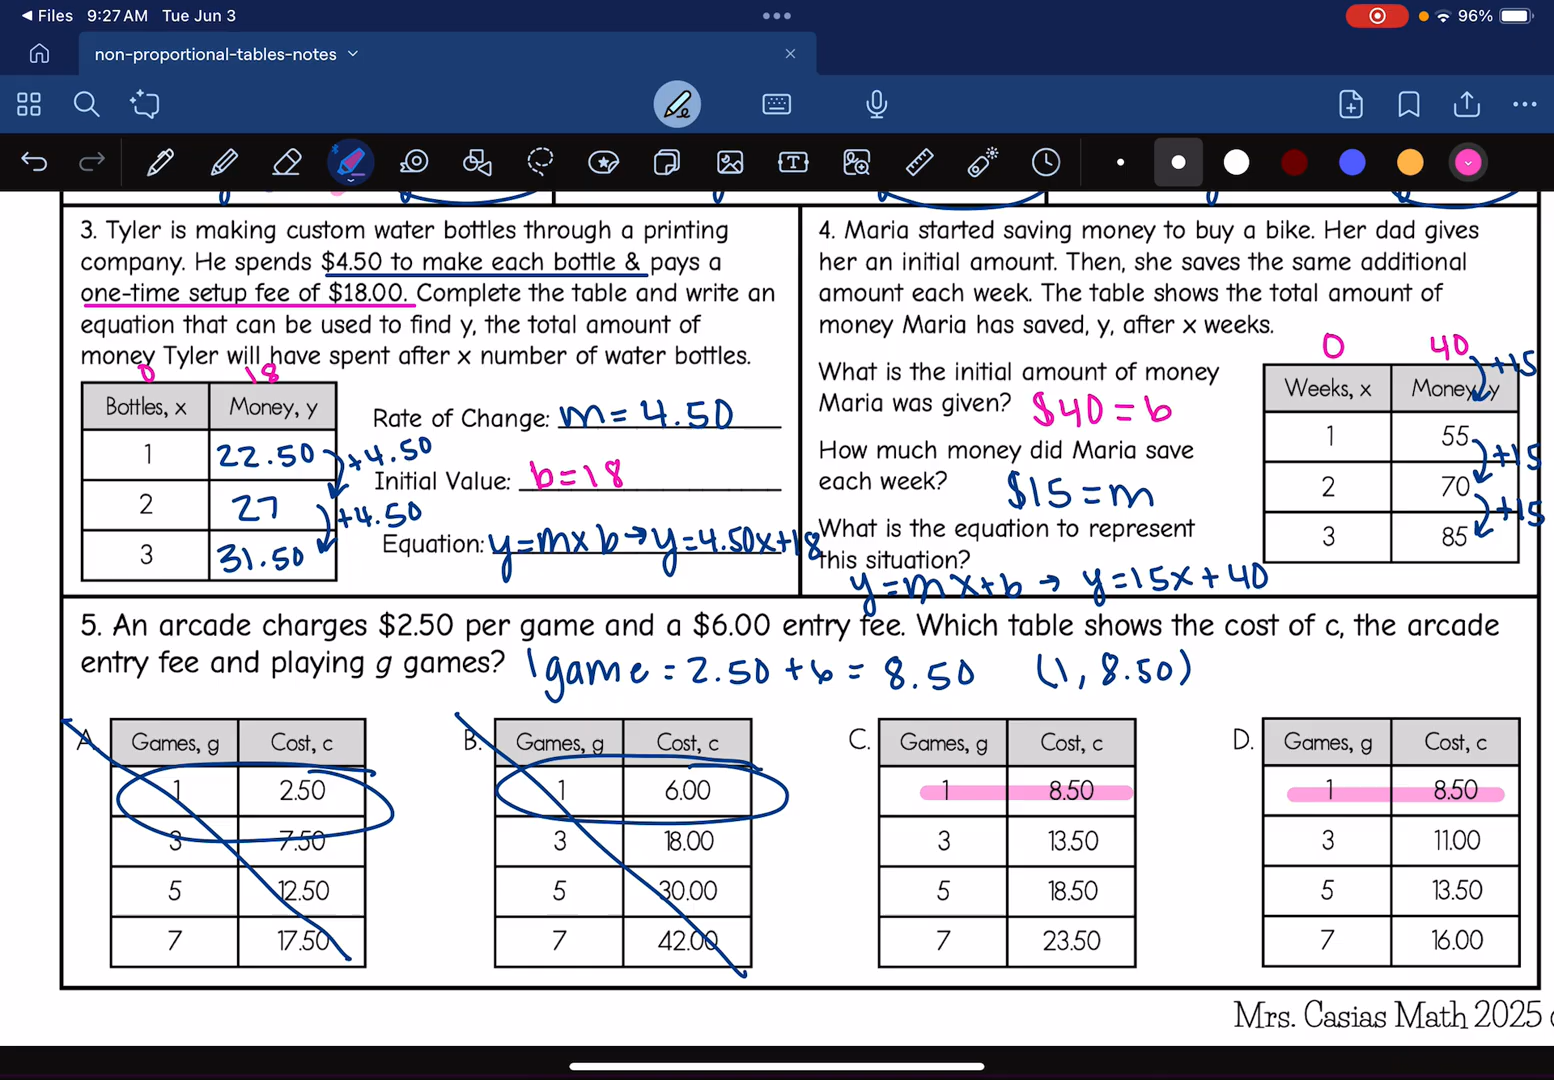 Files 9:27 AM Tue Jun 3 96%
non-proportional-tables-notes
3. Tyler is making custom water bottles through a printing
company. He spends $4.50 to make each bottle & pays a
one-time setup fee of $18.00. Complete the table and write an
equation that can be used to find y, the total amount of
money Tyler will have spent after x number of water bottles.
0 18
Bottles, x Money, y
1 22.50
2 27
3 31.50
+4.50
+4.50
Rate of Change: m = 4.50
Initial Value: b=18
Equation: y=mx b → y=4.50x+18
4. Maria started saving money to buy a bike. Her dad gives
her an initial amount. Then, she saves the same additional
amount each week. The table shows the total amount of
money Maria has saved, y, after x weeks.
What is the initial amount of money
Maria was given? $40 = b
How much money did Maria save
each week? $15 = m
What is the equation to represent
this situation?
y=mx+b → y=15x+40
0 40
Weeks, x Money, y
1 55
2 70
3 85
+15
+15
+15
5. An arcade charges $2.50 per game and a $6.00 entry fee. Which table shows the cost of c, the arcade
entry fee and playing g games? 1 game = 2.50 + 6 = 8.50 (1, 8.50)
A.
Games, g Cost, c
1 2.50
3 7.50
5 12.50
7 17.50
B.
Games, g Cost, c
1 6.00
3 18.00
5 30.00
7 42.00
C.
Games, g Cost, c
1 8.50
3 13.50
5 18.50
7 23.50
D.
Games, g Cost, c
1 8.50
3 11.00
5 13.50
7 16.00
Mrs. Casias Math 2025